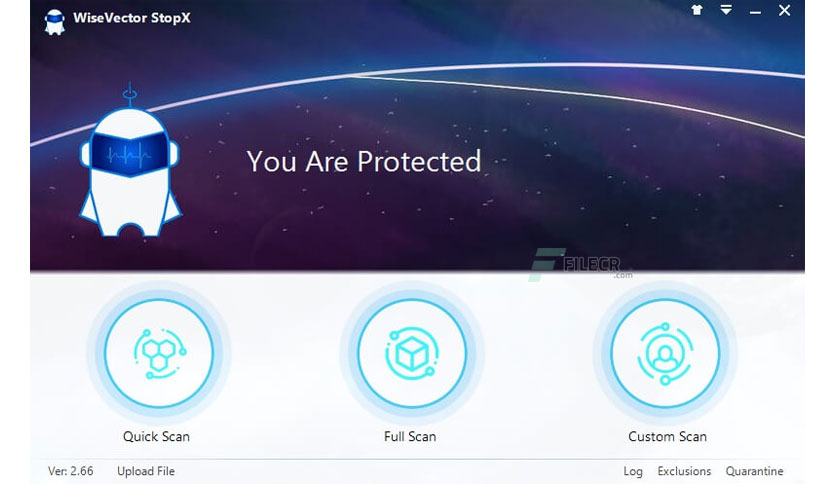 WiseVector StopX
You Are Protected
FILECR
.com
Quick Scan Full Scan Custom Scan
Ver: 2.66 Upload File Log Exclusions Quarantine